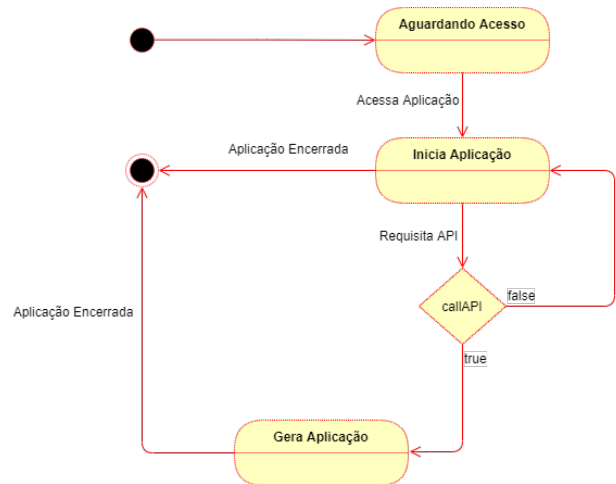 Aguardando Acesso
Acessa Aplicação
Aplicação Encerrada
Inicia Aplicação
Requisita API
callAPI
false
Aplicação Encerrada
true
Gera Aplicação